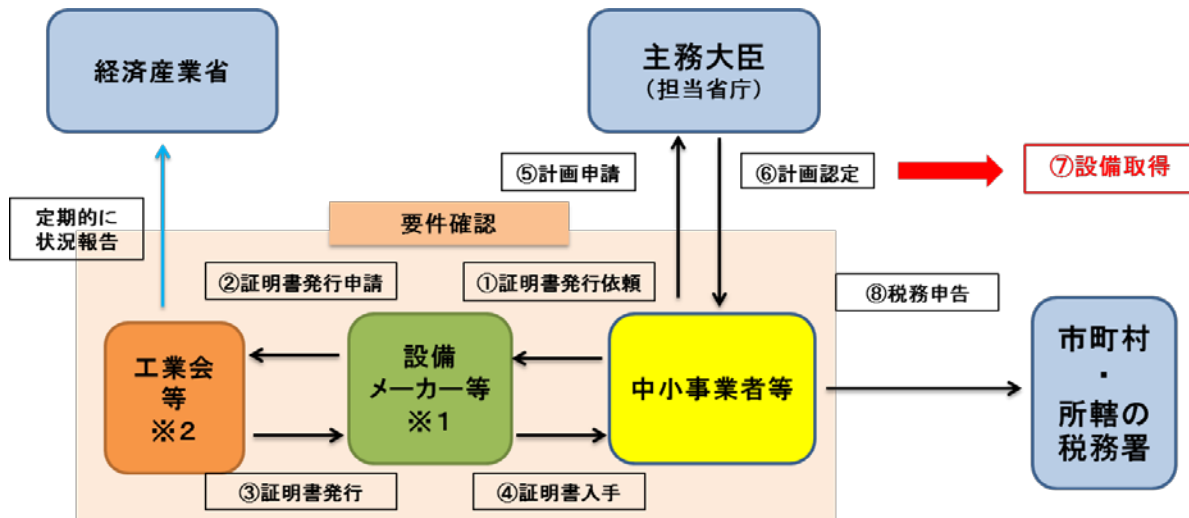 経済産業省
主務大臣
(担当省庁)
⑤計画申請
⑥計画認定
⑦設備取得
定期的に
状況報告
要件確認
②証明書発行申請
①証明書発行依頼
⑧税務申告
工業会
等
※2
設備
メーカー等
※1
中小事業者等
市町村
・
所轄の
税務署
③証明書発行
④証明書入手